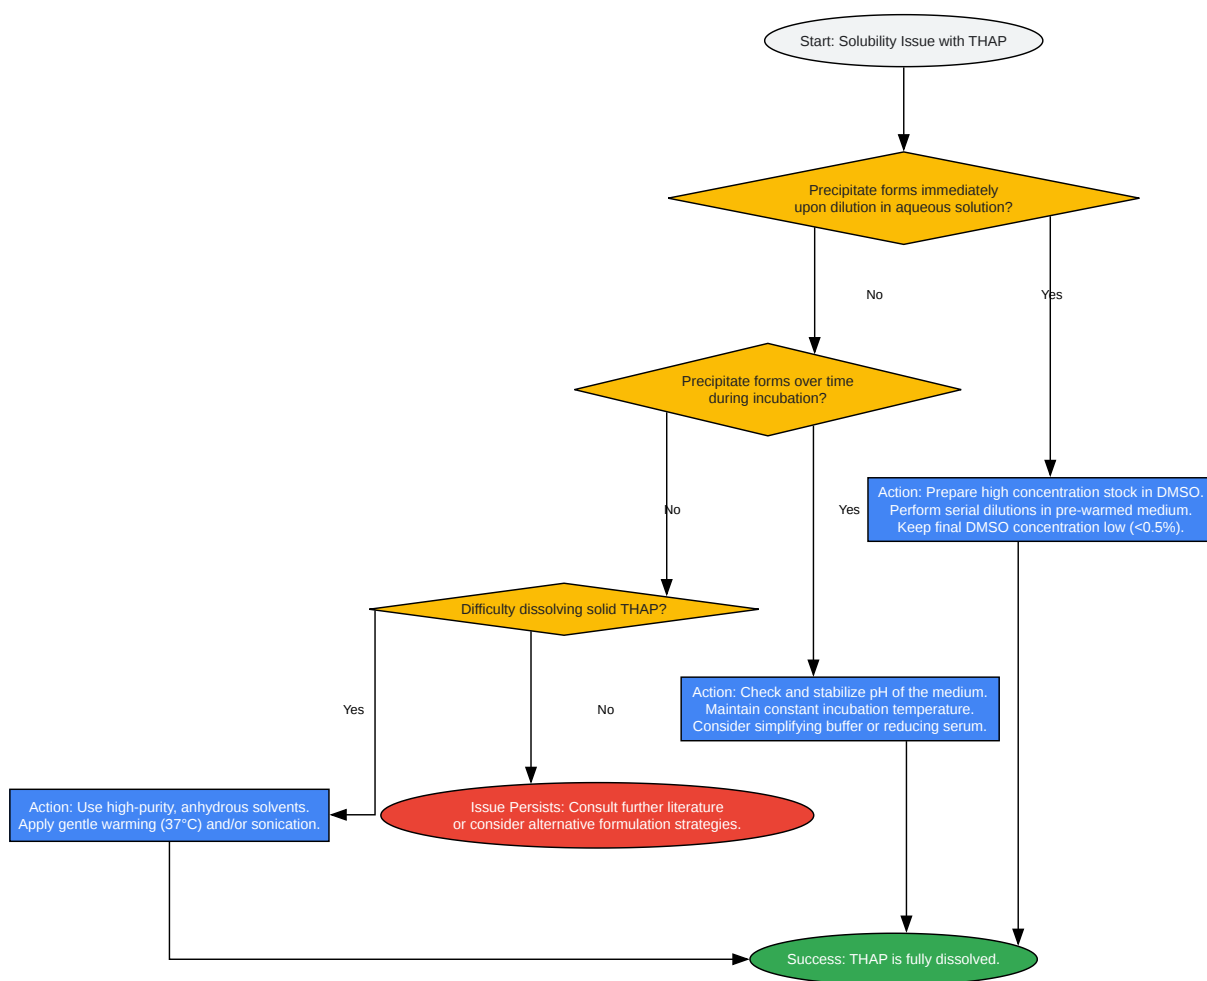 Start: Solubility Issue with THAP
Precipitate forms immediately
upon dilution in aqueous solution?
No
Yes
Precipitate forms over time
during incubation?
Action: Prepare high concentration stock in DMSO.
Perform serial dilutions in pre-warmed medium.
Keep final DMSO concentration low (<0.5%).
No
Yes
Difficulty dissolving solid THAP?
Action: Check and stabilize pH of the medium.
Maintain constant incubation temperature.
Consider simplifying buffer or reducing serum.
Yes
No
Action: Use high-purity, anhydrous solvents.
Apply gentle warming (37°C) and/or sonication.
Issue Persists: Consult further literature
or consider alternative formulation strategies.
Success: THAP is fully dissolved.